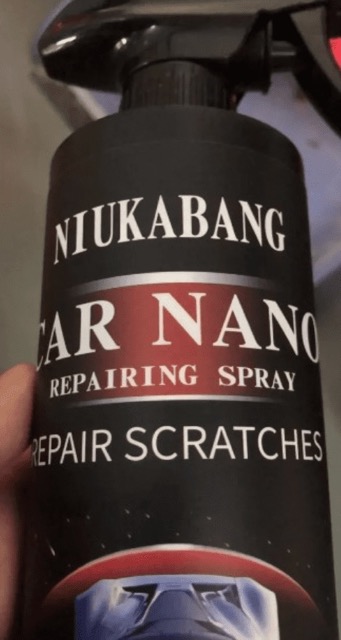 NIUKABANG
CAR NANO
REPAIRING SPRAY
REPAIR SCRATCHES